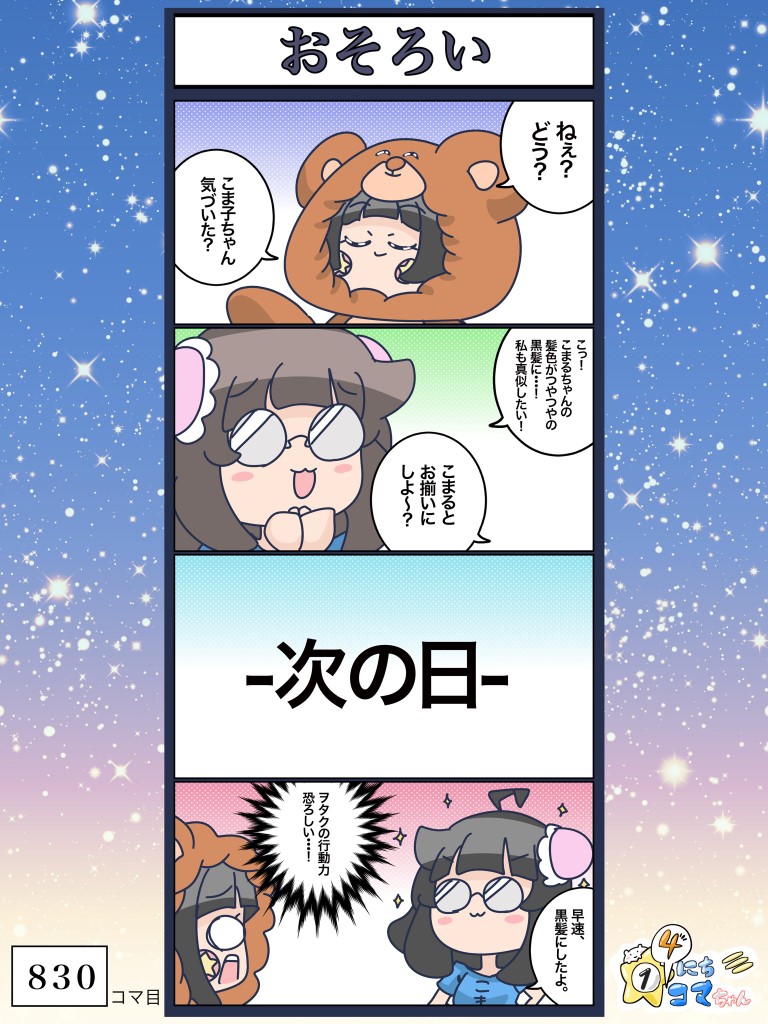 おそろい
ねぇ?
どう?
こま子ちゃん
気づいた?
こっ!
こまるちゃんの
髪色がつやつやの
黒髪に…!
私も真似したい!
こまると
お揃いに
しよ〜?
-次の日-
ヲタクの行動力
恐ろしい…!
早速、
黒髪にしたよ。
こま
830
コマ目
1
4
にち
コマちゃん